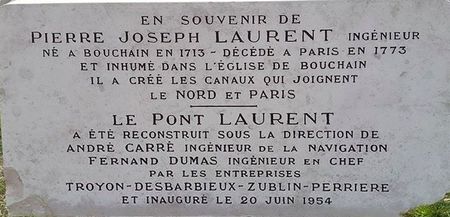 EN SOUVENIR DE
PIERRE JOSEPH LAURENT INGÉNIEUR
NÉ A BOUCHAIN EN 1713 - DÉCÉDÉ A PARIS EN 1773
ET INHUMÉ DANS L'ÉGLISE DE BOUCHAIN
IL A CRÉÉ LES CANAUX QUI JOIGNENT
LE NORD ET PARIS
LE PONT LAURENT
A ÉTÉ RECONSTRUIT SOUS LA DIRECTION DE
ANDRÉ CARRÉ INGÉNIEUR DE LA NAVIGATION
FERNAND DUMAS INGÉNIEUR EN CHEF
PAR LES ENTREPRISES
TROYON-DESBARBIEUX-ZUBLIN-PERRIERE
ET INAUGURÉ LE 20 JUIN 1954